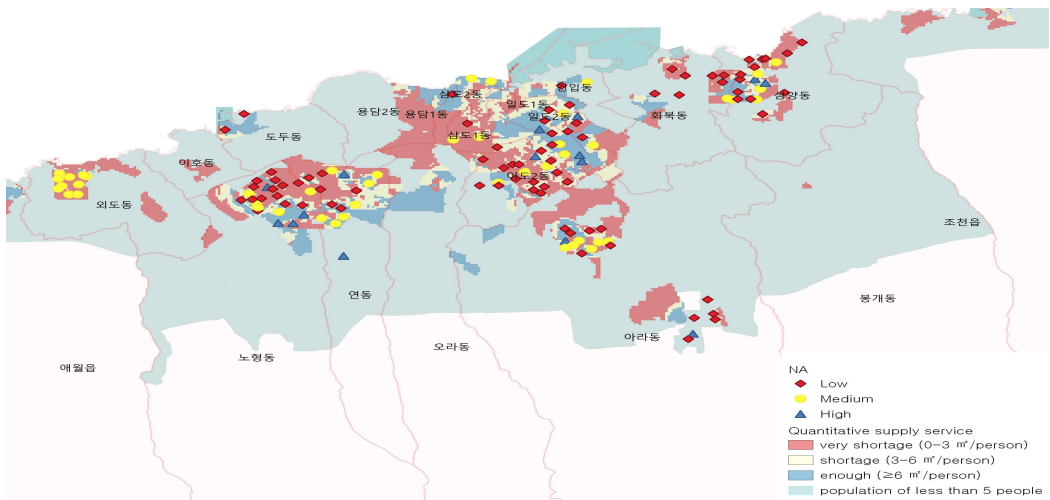 삼도2동
건입동
용담2동
용담1동
일도1동
일도2동
삼양동
화북동
도두동
삼도1동
이호동
이도2동
외도동
조천읍
연동
봉개동
아라동
오라동
노형동
애월읍
NA
Low
Medium
High
Quantitative supply service
very shortage (0-3 ㎡/person)
shortage (3-6 ㎡/person)
enough (≥6 ㎡/person)
population of less than 5 people